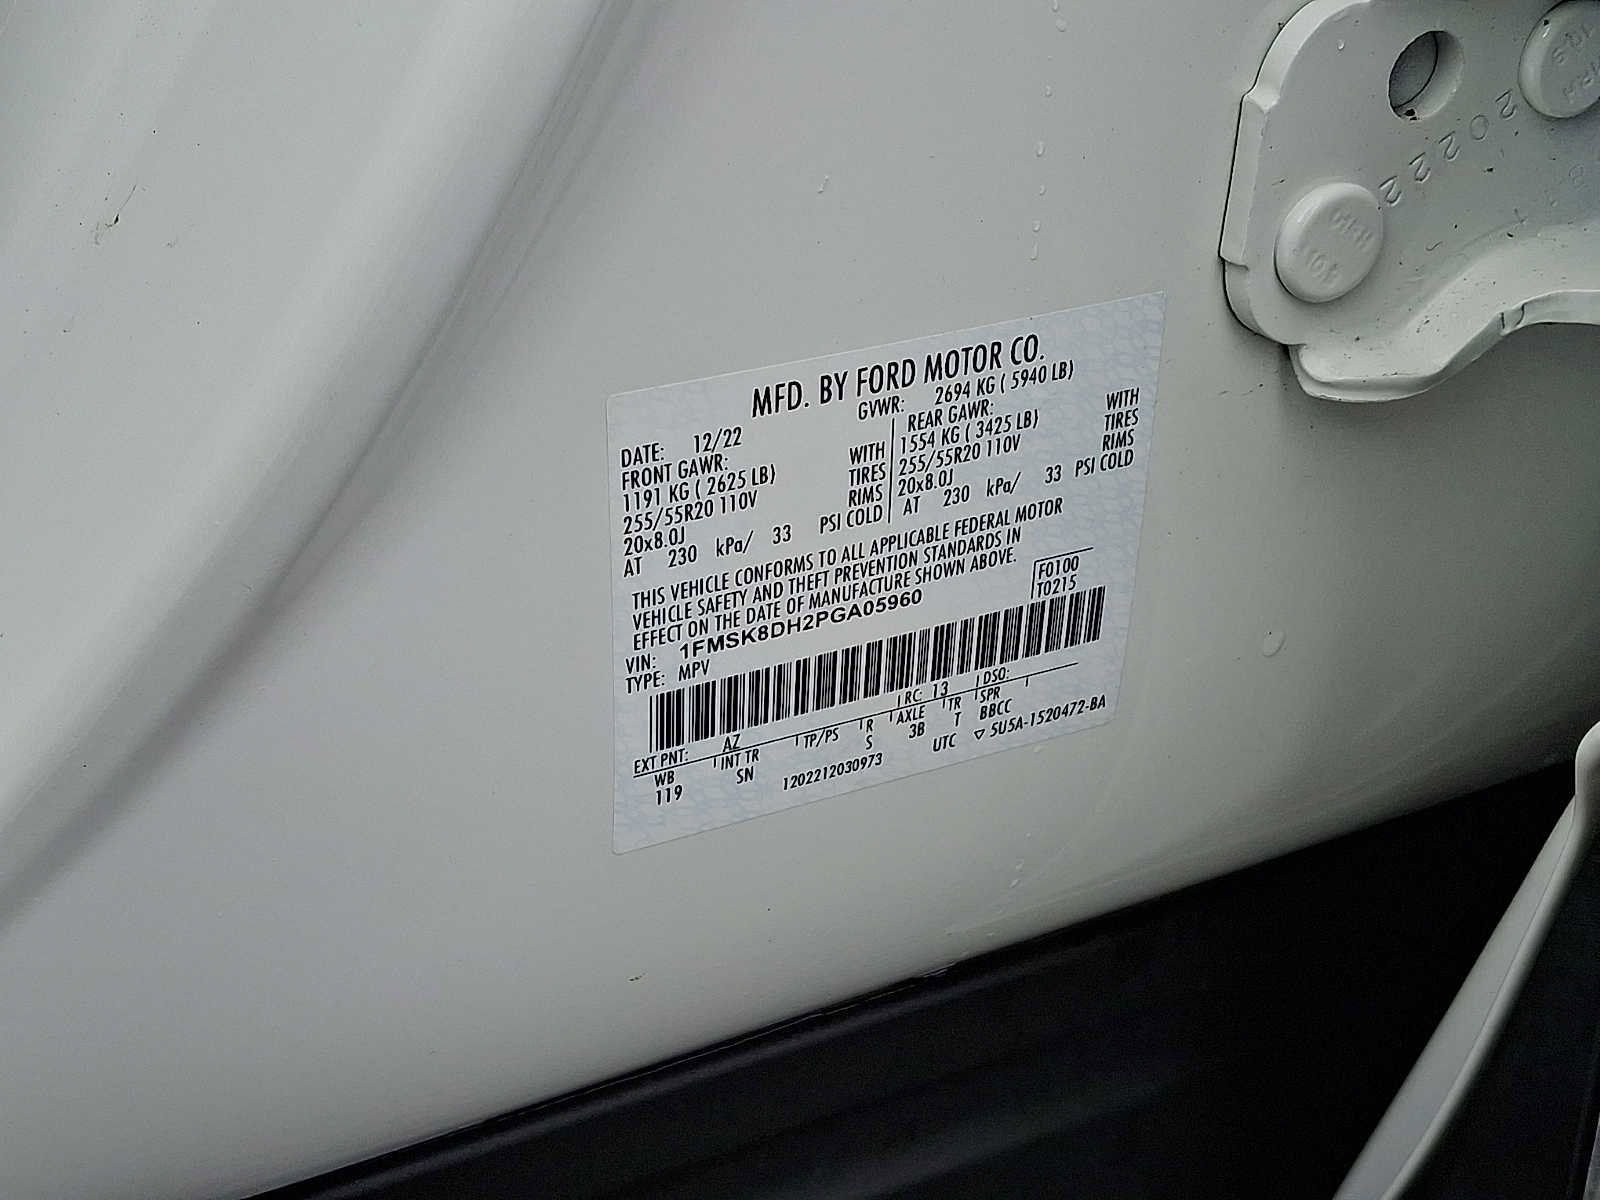 MFD. BY FORD MOTOR CO.
DATE: 12/22 GVWR: 2694 KG ( 5940 LB)
FRONT GAWR: WITH
1191 KG ( 2625 LB) TIRES
255/55R20 110V RIMS
20x8.0J
AT 230 kPa/ 33 PSI COLD
REAR GAWR: WITH
1554 KG ( 3425 LB) TIRES
255/55R20 110V RIMS
20x8.0J
AT 230 kPa/ 33 PSI COLD
THIS VEHICLE CONFORMS TO ALL APPLICABLE FEDERAL MOTOR
VEHICLE SAFETY AND THEFT PREVENTION STANDARDS IN
EFFECT ON THE DATE OF MANUFACTURE SHOWN ABOVE.
VIN: 1FMSK8DH2PGA05960 F0100
TYPE: MPV T0215
EXT PNT: AZ RC: 13 DSO:
WB INT TR TP/PS R AXLE TR SPR
119 SN S 3B T BBCC
1202212030973 UTC ▽ 5U5A-1520472-BA